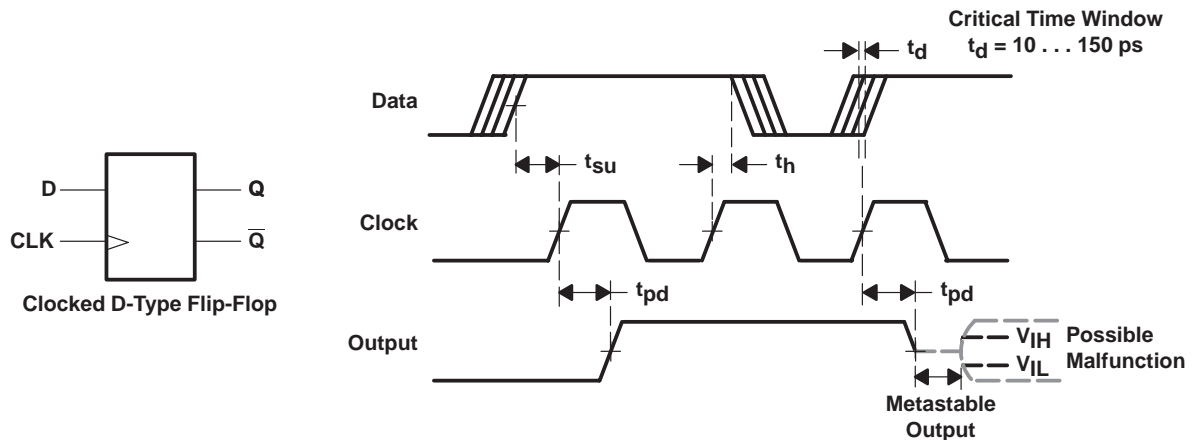 Critical Time Window
td = 10 . . . 150 ps
td
Data
tsu
th
D
Q
CLK
Q̅
Clocked D-Type Flip-Flop
Clock
tpd
tpd
Output
VIH
VIL
Possible
Malfunction
Metastable
Output